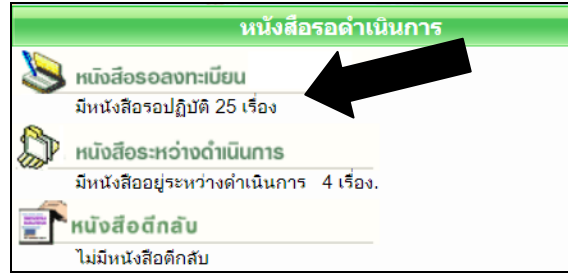 หนังสือรอดำเนินการ
หนังสือรอลงทะเบียน
มีหนังสือรอปฏิบัติ 25 เรื่อง
หนังสือระหว่างดำเนินการ
มีหนังสืออยู่ระหว่างดำเนินการ 4 เรื่อง.
หนังสือตีกลับ
ไม่มีหนังสือตีกลับ